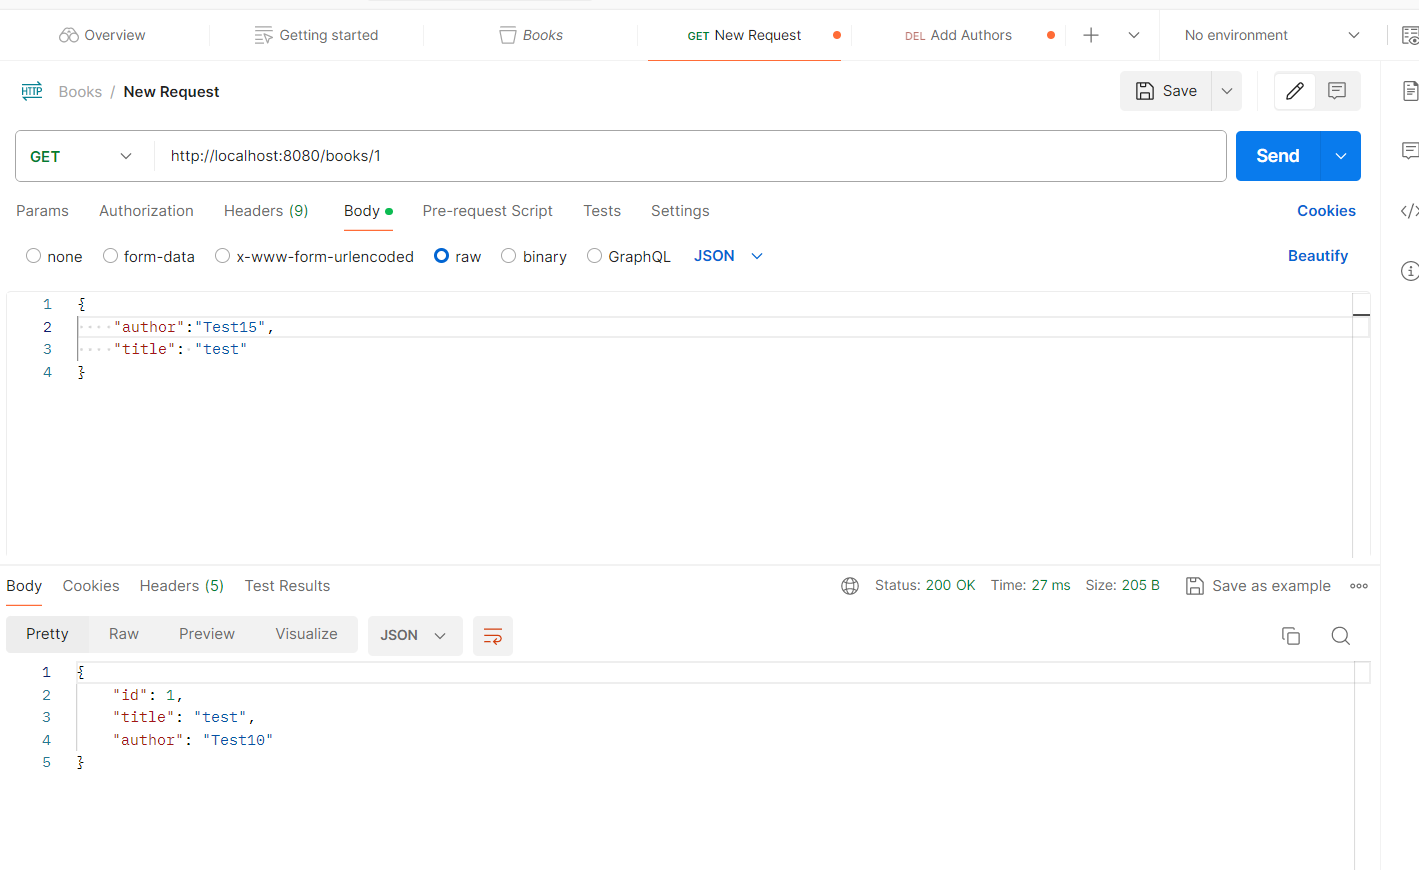 Overview Getting started Books GET New Request DEL Add Authors No environment
HTTP Books / New Request Save
GET http://localhost:8080/books/1 Send
Params Authorization Headers (9) Body Pre-request Script Tests Settings Cookies
none form-data x-www-form-urlencoded raw binary GraphQL JSON Beautify
1 {
2 "author":"Test15",
3 "title": "test"
4 }
Body Cookies Headers (5) Test Results Status: 200 OK Time: 27 ms Size: 205 B Save as example
Pretty Raw Preview Visualize JSON
1 {
2 "id": 1,
3 "title": "test",
4 "author": "Test10"
5 }